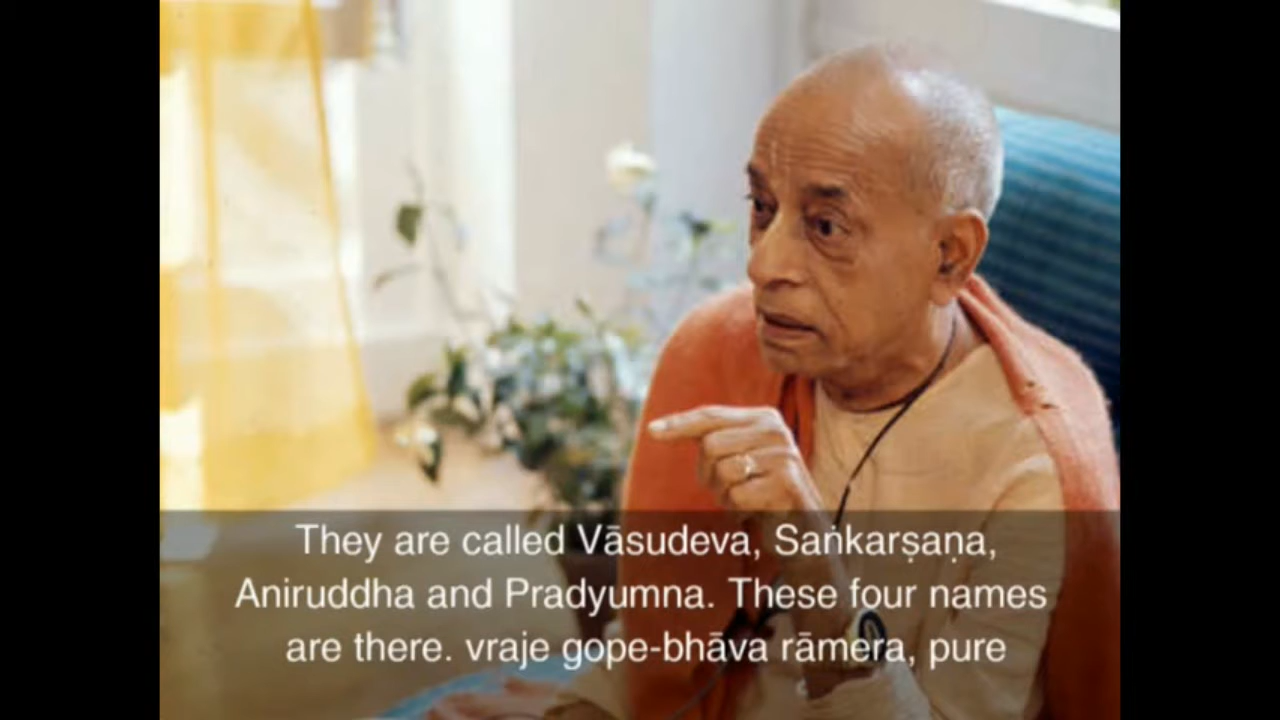 They are called Vāsudeva, Saṅkarṣaṇa,
Aniruddha and Pradyumna. These four names
are there. vraje gope-bhāva rāmera, pure